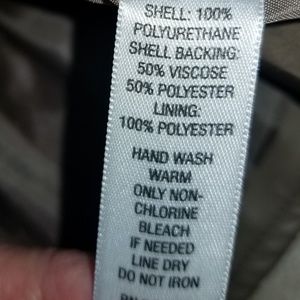 SHELL: 100%
POLYURETHANE
SHELL BACKING:
50% VISCOSE
50% POLYESTER
LINING:
100% POLYESTER
HAND WASH
WARM
ONLY NON-
CHLORINE
BLEACH
IF NEEDED
LINE DRY
DO NOT IRON